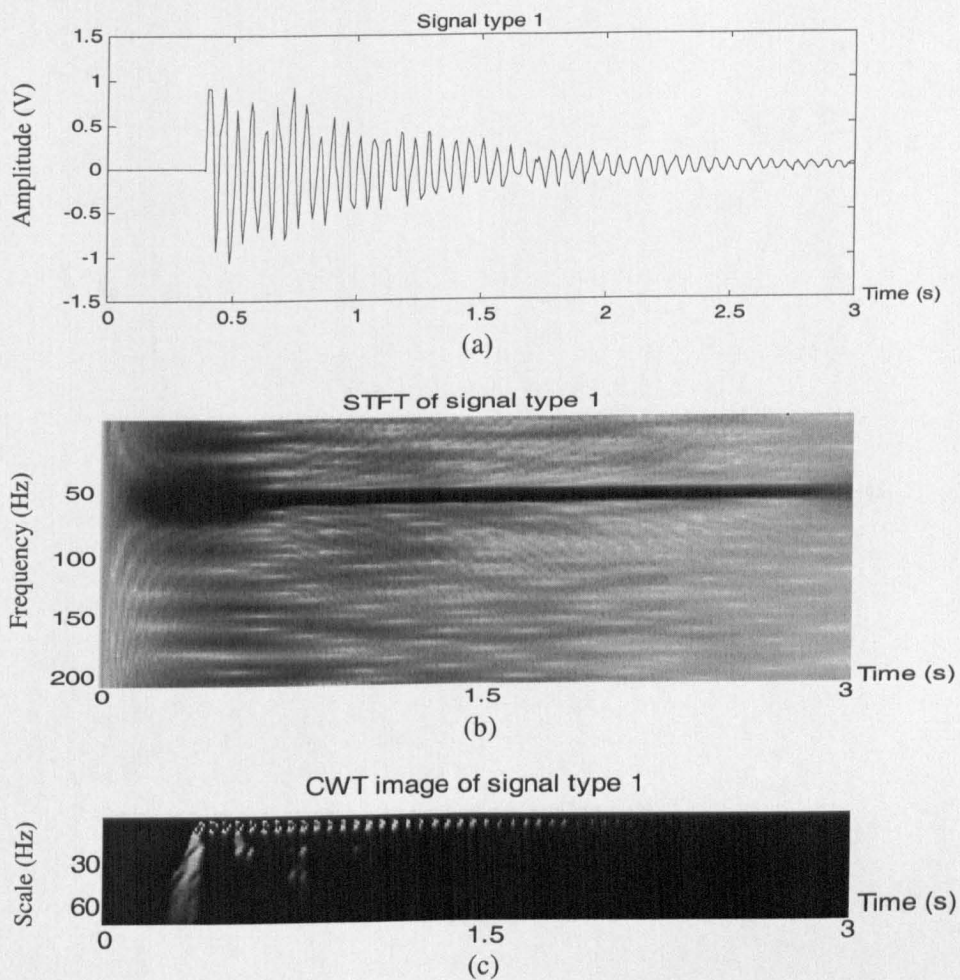 Signal type 1
1.5
1
0.5
0
-0.5
-1
-1.5
Amplitude (V)
0
0.5
1
1.5
2
2.5
3
Time (s)
(a)
STFT of signal type 1
50
100
150
200
Frequency (Hz)
0
1.5
3
Time (s)
(b)
CWT image of signal type 1
30
60
Scale (Hz)
0
1.5
3
Time (s)
(c)